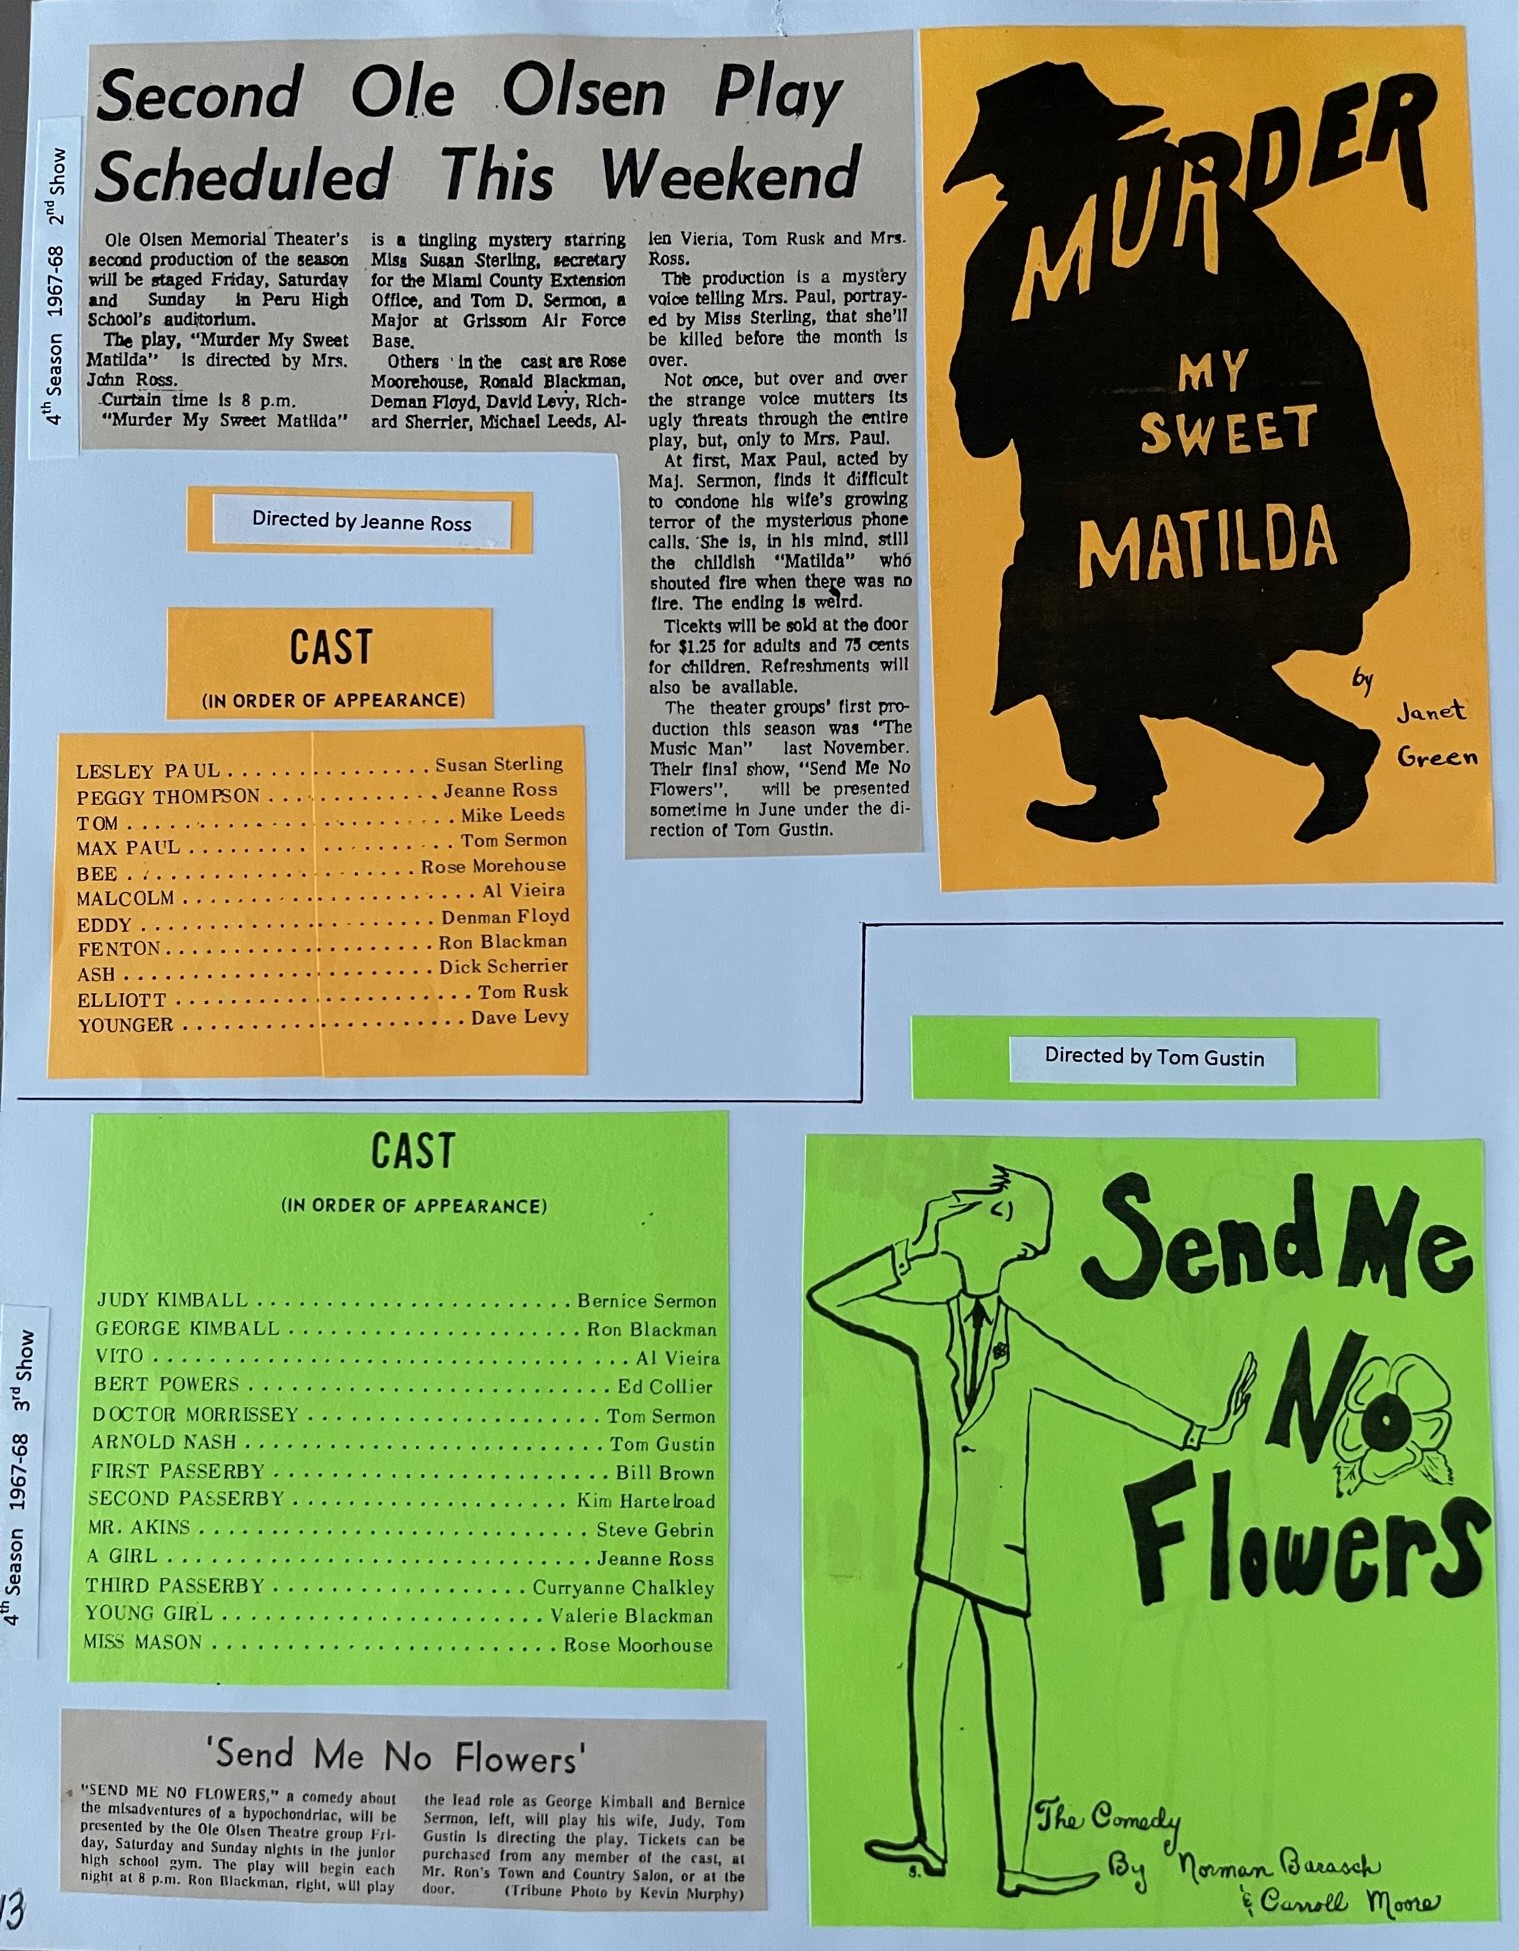 Second Ole Olsen Play
Scheduled This Weekend
4th Season 1967-68 2nd Show
Ole Olsen Memorial Theater's
second production of the season
will be staged Friday, Saturday
and Sunday in Peru High
School's auditorium.
The play, "Murder My Sweet
Matilda" is directed by Mrs.
John Ross.
Curtain time is 8 p.m.
"Murder My Sweet Matilda"
is a tingling mystery starring
Miss Susan Sterling, secretary
for the Miami County Extension
Office, and Tom D. Sermon, a
Major at Grissom Air Force
Base.
Others in the cast are Rose
Moorehouse, Ronald Blackman,
Deman Floyd, David Levy, Rich-
ard Sherrier, Michael Leeds, Al-
len Vieria, Tom Rusk and Mrs.
Ross.
The production is a mystery
voice telling Mrs. Paul, portray-
ed by Miss Sterling, that she'll
be killed before the month is
over.
Not once, but over and over
the strange voice mutters its
ugly threats through the entire
play, but, only to Mrs. Paul.
At first, Max Paul, acted by
Maj. Sermon, finds it difficult
to condone his wife's growing
terror of the mysterious phone
calls. She is, in his mind, still
the childish "Matilda" who
shouted fire when there was no
fire. The ending is weird.
Ticekts will be sold at the door
for $1.25 for adults and 75 cents
for children. Refreshments will
also be available.
The theater groups' first pro-
duction this season was "The
Music Man" last November.
Their final show, "Send Me No
Flowers", will be presented
sometime in June under the di-
rection of Tom Gustin.
MURDER
MY
SWEET
MATILDA
by
Janet
Green
Directed by Jeanne Ross
CAST
(IN ORDER OF APPEARANCE)
LESLEY PAUL . . . . . . . . . . . . . . . Susan Sterling
PEGGY THOMPSON . . . . . . . . . . . . Jeanne Ross
TOM . . . . . . . . . . . . . . . . . . . . . . . Mike Leeds
MAX PAUL . . . . . . . . . . . . . . . . . . Tom Sermon
BEE . . . . . . . . . . . . . . . . . . . . Rose Morehouse
MALCOLM . . . . . . . . . . . . . . . . . . . . Al Vieira
EDDY . . . . . . . . . . . . . . . . . . . . Denman Floyd
FENTON . . . . . . . . . . . . . . . . . . Ron Blackman
ASH . . . . . . . . . . . . . . . . . . . . . Dick Scherrier
ELLIOTT . . . . . . . . . . . . . . . . . . . . Tom Rusk
YOUNGER . . . . . . . . . . . . . . . . . . . Dave Levy
Directed by Tom Gustin
CAST
(IN ORDER OF APPEARANCE)
4th Season 1967-68 3rd Show
JUDY KIMBALL . . . . . . . . . . . . . . . . . . . . . . Bernice Sermon
GEORGE KIMBALL . . . . . . . . . . . . . . . . . . . . Ron Blackman
VITO . . . . . . . . . . . . . . . . . . . . . . . . . . . . . . . . Al Vieira
BERT POWERS . . . . . . . . . . . . . . . . . . . . . . . . . Ed Collier
DOCTOR MORRISSEY . . . . . . . . . . . . . . . . . . . . Tom Sermon
ARNOLD NASH . . . . . . . . . . . . . . . . . . . . . . . . Tom Gustin
FIRST PASSERBY . . . . . . . . . . . . . . . . . . . . . . . Bill Brown
SECOND PASSERBY . . . . . . . . . . . . . . . . . . . Kim Hartelroad
MR. AKINS . . . . . . . . . . . . . . . . . . . . . . . . . . . Steve Gebrin
A GIRL . . . . . . . . . . . . . . . . . . . . . . . . . . . . . Jeanne Ross
THIRD PASSERBY . . . . . . . . . . . . . . . . . . Curryanne Chalkley
YOUNG GIRL . . . . . . . . . . . . . . . . . . . . . . Valerie Blackman
MISS MASON . . . . . . . . . . . . . . . . . . . . . . . Rose Moorhouse
Send Me
No
Flowers
S.
The Comedy
By Norman Barasch
& Carroll Moore
'Send Me No Flowers'
"SEND ME NO FLOWERS," a comedy about
the misadventures of a hypochondriac, will be
presented by the Ole Olsen Theatre group Fri-
day, Saturday and Sunday nights in the junior
high school gym. The play will begin each
night at 8 p.m. Ron Blackman, right, will play
the lead role as George Kimball and Bernice
Sermon, left, will play his wife, Judy. Tom
Gustin is directing the play. Tickets can be
purchased from any member of the cast, at
Mr. Ron's Town and Country Salon, or at the
door. (Tribune Photo by Kevin Murphy)
13